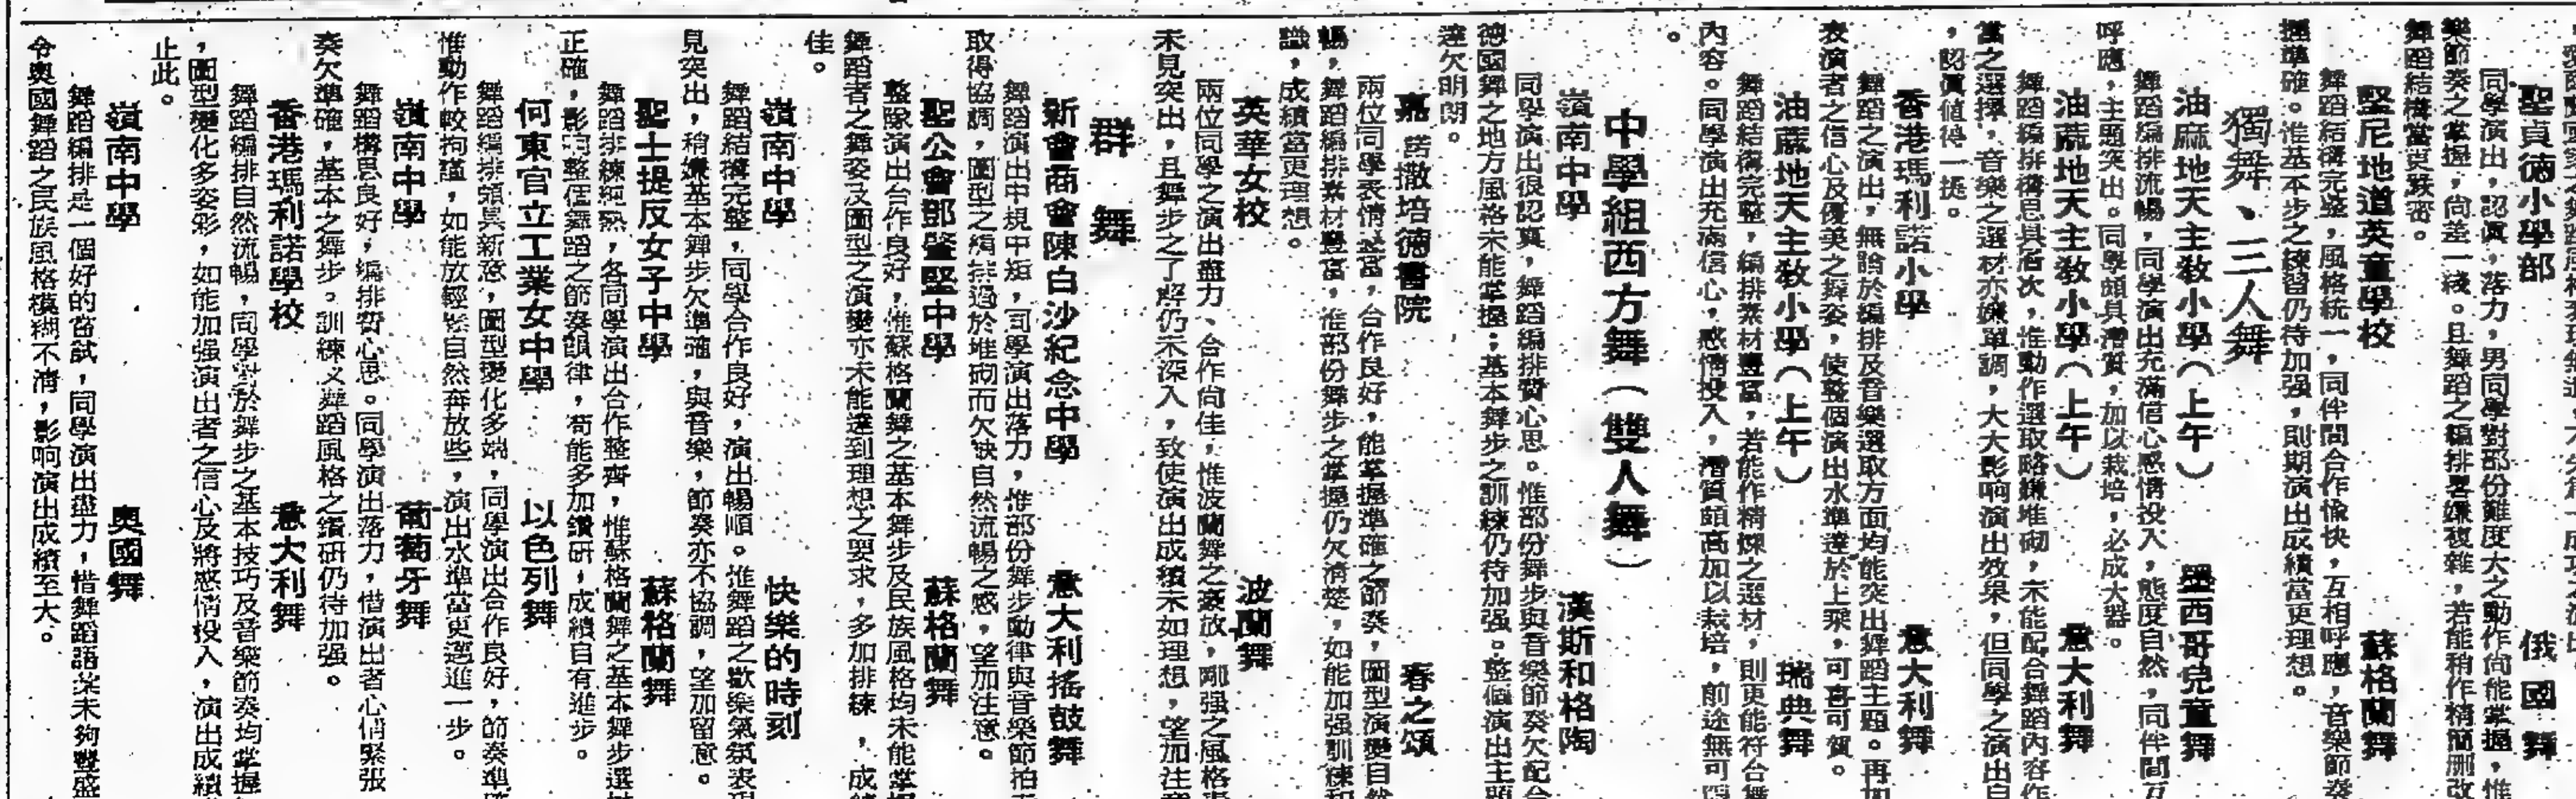 聖貞德小學部　俄國舞
同學演出，認真，落力，男同學對部份難度大之動作尚能掌握，惟
樂節奏之掌握，尚差一綫。且舞蹈之編排畧嫌複雜，若能稍作精簡刪改
舞蹈結構當更緊密。
堅尼地道英童學校　蘇格蘭舞
舞蹈結構完整，風格統一，同伴間合作愉快，互相呼應，音樂節奏
握準確。惟基本步之練習仍待加强，則期演出成績當更理想。
獨舞、三人舞
油蔴地天主敎小學（上午）　墨西哥兒童舞
舞蹈編排流暢，同學演出充滿信心感情投入，態度自然，同伴間互
呼應，主題突出。同學頗具潛質，加以栽培，必成大器。
油蔴地天主敎小學（上午）　意大利舞
舞蹈編排構思具層次，惟動作選取略嫌堆砌，未能配合舞蹈內容作
當之選擇，音樂之選材亦嫌單調，大大影响演出效果，但同學之演出自
，認真値得一提。
香港瑪利諾小學　意大利舞
舞蹈之演出，無論於編排及音樂選取方面均能突出舞蹈主題。再加
表演者之信心及優美之舞姿，使整個演出水準達於上乘，可喜可賀。
油蔴地天主敎小學（上午）　瑞典舞
舞蹈結構完整，編排素材豐富，若能作精煉之選材，則更能符合舞
內容。同學演出充滿信心，感情投入，潛質頗高加以栽培，前途無可限
。
中學組西方舞（雙人舞）
嶺南中學　漢斯和格陶
同學演出很認真，舞蹈編排費心思。惟部份舞步與音樂節奏欠配合
德國舞之地方風格未能掌握；基本舞步之訓練仍待加强。整個演出主題
達欠明朗。
嘉諾撒培德書院　春之頌
兩位同學表情豐富，合作良好，能掌握準確之節奏，圖型演變自然
暢，舞蹈編排素材豐富，惟部份舞步之掌握仍欠清楚，如能加强訓練和
識，成績當更理想。
英華女校　波蘭舞
兩位同學之演出盡力、合作尙佳，惟波蘭舞之豪放，剛强之風格
未見突出，且舞步之了解仍未深入，致使演出成積未如理想，望加注意
群　舞
新會商會陳白沙紀念中學　意大利搖鼓舞
舞蹈演出中規中矩，同學演出落力，惟部份舞步動律與音樂節拍
取得協調，圖型之編排過於堆砌而欠缺自然流暢之感，望加注意。
聖公會鄧肇堅中學　蘇格蘭舞
整隊演出合作良好，惟蘇格蘭舞之基本舞步及民族風格均未能掌握
舞蹈者之舞姿及圖型之演變亦未能達到理想之要求，多加排練，成績
佳。
嶺南中學　快樂的時刻
舞蹈結構完整，同學合作良好，演出暢順。惟舞蹈之歡樂氣氛表現
見突出，稍嫌基本舞步欠準確，與音樂，節奏亦不協調，望加留意。
聖士提反女子中學　蘇格蘭舞
舞蹈排練純熟，各同學演出合作整齊，惟蘇格蘭舞之基本舞步選材
正確，影响整個舞蹈之節奏韻律，苟能多加鑽研，成績自有進步。
何東官立工業女中學　以色列舞
舞蹈編排頗具新意，圖型變化多端，同學演出合作良好，節奏準
惟動作較拘謹，如能放輕鬆自然奔放些，演出水準當更邁進一步。
嶺南中學　葡萄牙舞
舞蹈構思良好，編排費心思。同學演出落力，惜演出者心情緊張
奏欠準確，基本之舞步。訓練及舞蹈風格之鑽研仍待加强。
香港瑪利諾學校　意大利舞
舞蹈編排自然流暢，同學對於舞步之基本技巧及音樂節奏均掌握
，圖型變化多姿彩，如能加强演出者之信心及將感情投入，演出成績
止此。
嶺南中學　奧國舞
舞蹈編排是一個好的嘗試，同學演出盡力，惜舞蹈語彙未夠豐盛
令奧國舞蹈之民族風格模糊不清，影响演出成績至大。